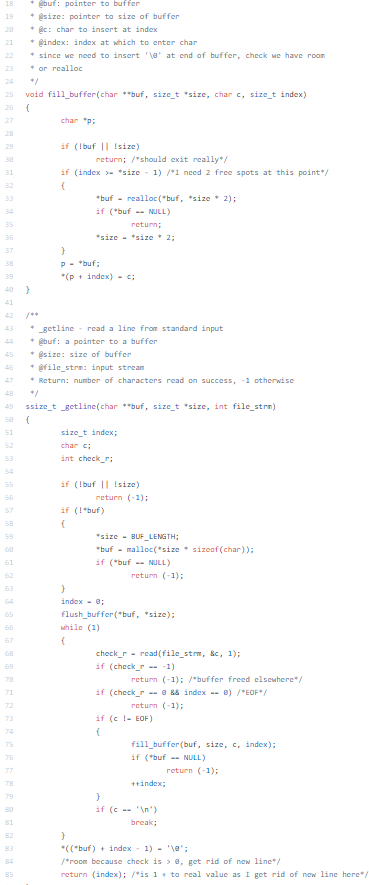 18 * @buf: pointer to buffer
19 * @size: pointer to size of buffer
20 * @c: char to insert at index
21 * @index: index at which to enter char
22 * since we need to insert '\0' at end of buffer, check we have room
23 * or realloc
24 */
25 void fill_buffer(char **buf, size_t *size, char c, size_t index)
26 {
27 char *p;
28
29 if (!buf || !size)
30 return; /*should exit really*/
31 if (index >= *size - 1) /*I need 2 free spots at this point*/
32 {
33 *buf = realloc(*buf, *size * 2);
34 if (*buf == NULL)
35 return;
36 *size = *size * 2;
37 }
38 p = *buf;
39 *(p + index) = c;
40 }
41
42 /**
43 * _getline - read a line from standard input
44 * @buf: a pointer to a buffer
45 * @size: size of buffer
46 * @file_strm: input stream
47 * Return: number of characters read on success, -1 otherwise
48 */
49 ssize_t _getline(char **buf, size_t *size, int file_strm)
50 {
51 size_t index;
52 char c;
53 int check_r;
54
55 if (!buf || !size)
56 return (-1);
57 if (!*buf)
58 {
59 *size = BUF_LENGTH;
60 *buf = malloc(*size * sizeof(char));
61 if (*buf == NULL)
62 return (-1);
63 }
64 index = 0;
65 flush_buffer(*buf, *size);
66 while (1)
67 {
68 check_r = read(file_strm, &c, 1);
69 if (check_r == -1)
70 return (-1); /*buffer freed elsewhere*/
71 if (check_r == 0 && index == 0) /*EOF*/
72 return (-1);
73 if (c != EOF)
74 {
75 fill_buffer(buf, size, c, index);
76 if (*buf == NULL)
77 return (-1);
78 ++index;
79 }
80 if (c == '\n')
81 break;
82 }
83 *((*buf) + index - 1) = '\0';
84 /*room because check is > 0, get rid of new line*/
85 return (index); /*is 1 + to real value as I get rid of new line here*/